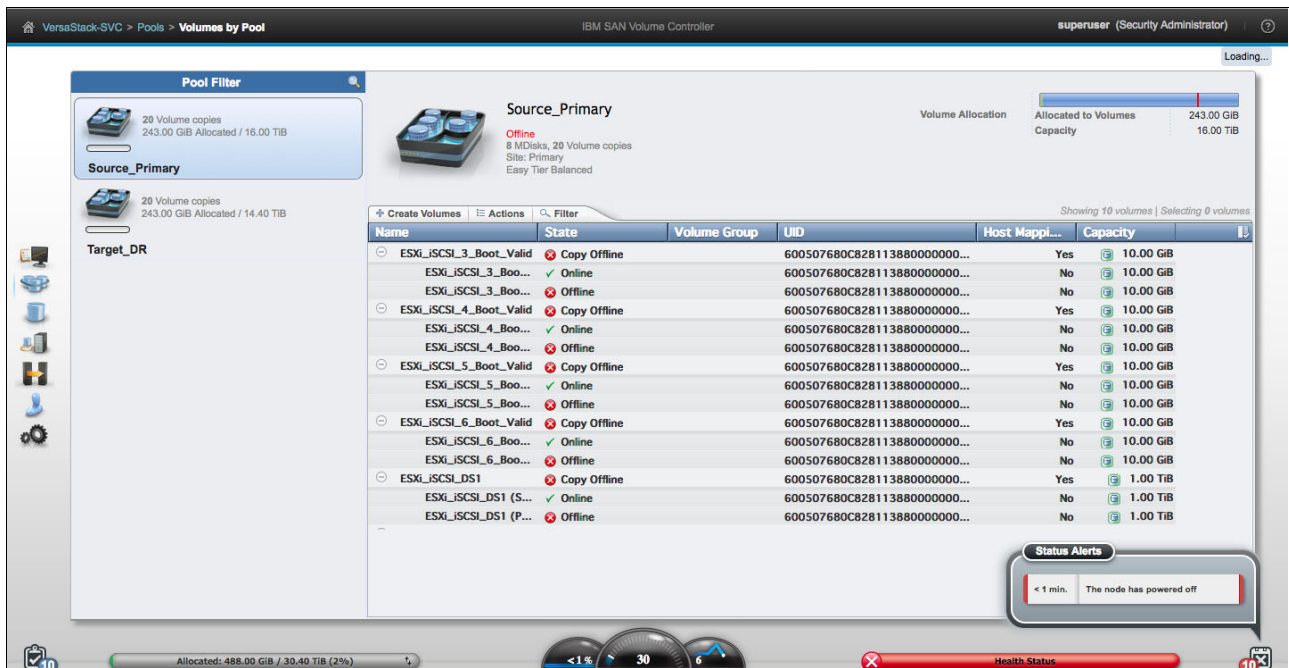 VersaStack-SVC > Pools > Volumes by Pool
IBM SAN Volume Controller
superuser (Security Administrator)
?
Loading...
Pool Filter
20 Volume copies
243.00 GiB Allocated / 16.00 TiB
Source_Primary
20 Volume copies
243.00 GiB Allocated / 14.40 TiB
Target_DR
Source_Primary
Offline
8 MDisks, 20 Volume copies
Site: Primary
Easy Tier Balanced
Volume Allocation
Allocated to Volumes 243.00 GiB
Capacity 16.00 TiB
Create Volumes Actions Filter
Showing 10 volumes | Selecting 0 volumes
Name State Volume Group UID Host Mappi... Capacity
ESXi_iSCSI_3_Boot_Valid Copy Offline 600507680C828113880000000... Yes 10.00 GiB
ESXi_iSCSI_3_Boo... Online 600507680C828113880000000... No 10.00 GiB
ESXi_iSCSI_3_Boo... Offline 600507680C828113880000000... No 10.00 GiB
ESXi_iSCSI_4_Boot_Valid Copy Offline 600507680C828113880000000... Yes 10.00 GiB
ESXi_iSCSI_4_Boo... Online 600507680C828113880000000... No 10.00 GiB
ESXi_iSCSI_4_Boo... Offline 600507680C828113880000000... No 10.00 GiB
ESXi_iSCSI_5_Boot_Valid Copy Offline 600507680C828113880000000... Yes 10.00 GiB
ESXi_iSCSI_5_Boo... Online 600507680C828113880000000... No 10.00 GiB
ESXi_iSCSI_5_Boo... Offline 600507680C828113880000000... No 10.00 GiB
ESXi_iSCSI_6_Boot_Valid Copy Offline 600507680C828113880000000... Yes 10.00 GiB
ESXi_iSCSI_6_Boo... Online 600507680C828113880000000... No 10.00 GiB
ESXi_iSCSI_6_Boo... Offline 600507680C828113880000000... No 10.00 GiB
ESXi_iSCSI_DS1 Copy Offline 600507680C828113880000000... Yes 1.00 TiB
ESXi_iSCSI_DS1 (S... Online 600507680C828113880000000... No 1.00 TiB
ESXi_iSCSI_DS1 (P... Offline 600507680C828113880000000... No 1.00 TiB
Status Alerts
< 1 min. The node has powered off
10
Allocated: 488.00 GiB / 30.40 TiB (2%)
<1%
30
6
Health Status
10